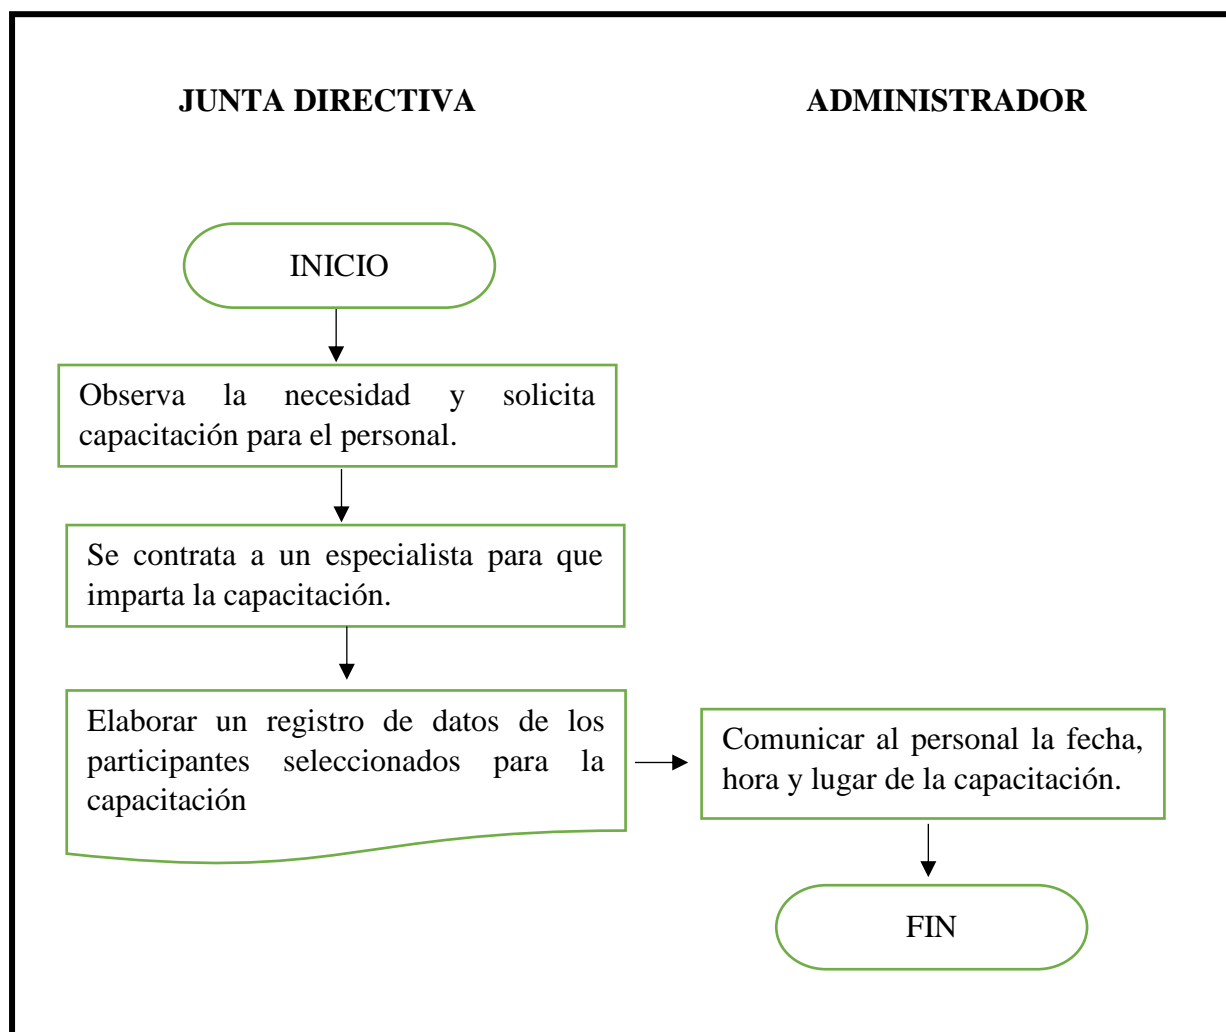 JUNTA DIRECTIVA
ADMINISTRADOR
INICIO
Observa la necesidad y solicita
capacitación para el personal.
Se contrata a un especialista para que
imparta la capacitación.
Elaborar un registro de datos de los
participantes seleccionados para la
capacitación
Comunicar al personal la fecha,
hora y lugar de la capacitación.
FIN